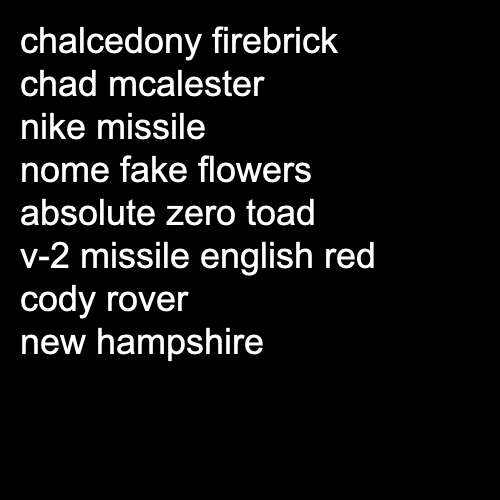 chalcedony firebrick
chad mcalester
nike missile
nome fake flowers
absolute zero toad
v-2 missile english red
cody rover
new hampshire